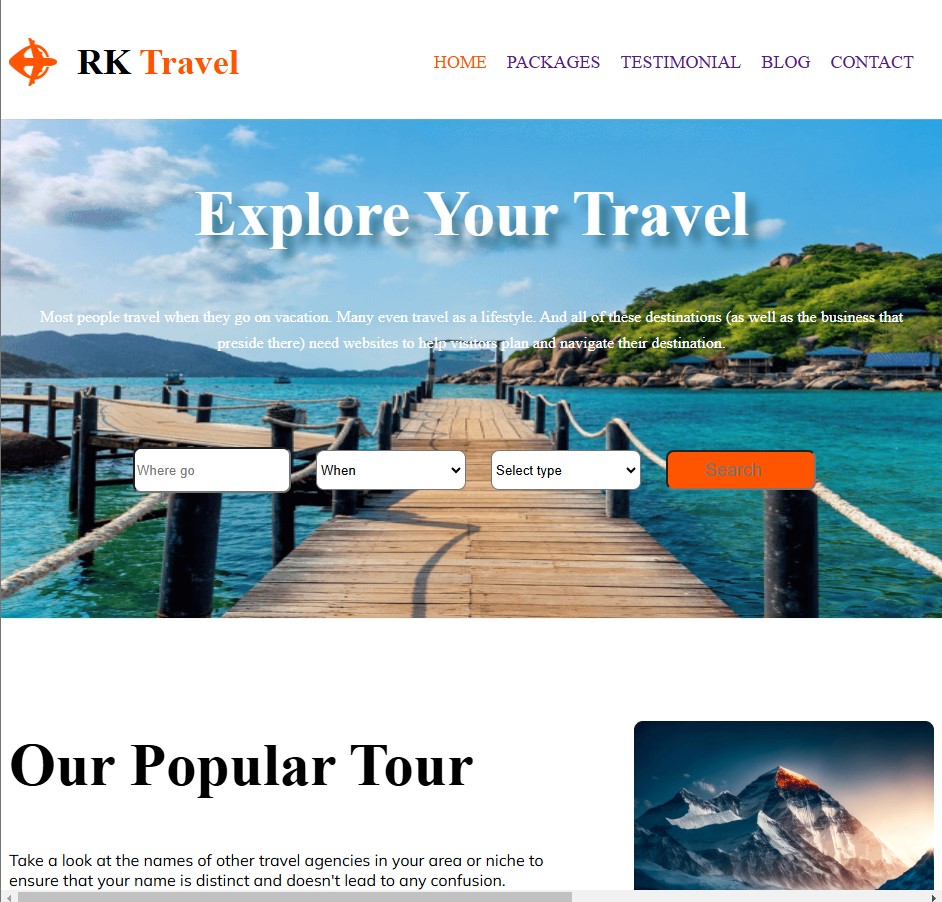 RK Travel
HOME PACKAGES TESTIMONIAL BLOG CONTACT
Explore Your Travel
Most people travel when they go on vacation. Many even travel as a lifestyle. And all of these destinations (as well as the business that
preside there) need websites to help visitors plan and navigate their destination.
Where go
When
Select type
Search
Our Popular Tour
Take a look at the names of other travel agencies in your area or niche to
ensure that your name is distinct and doesn't lead to any confusion.